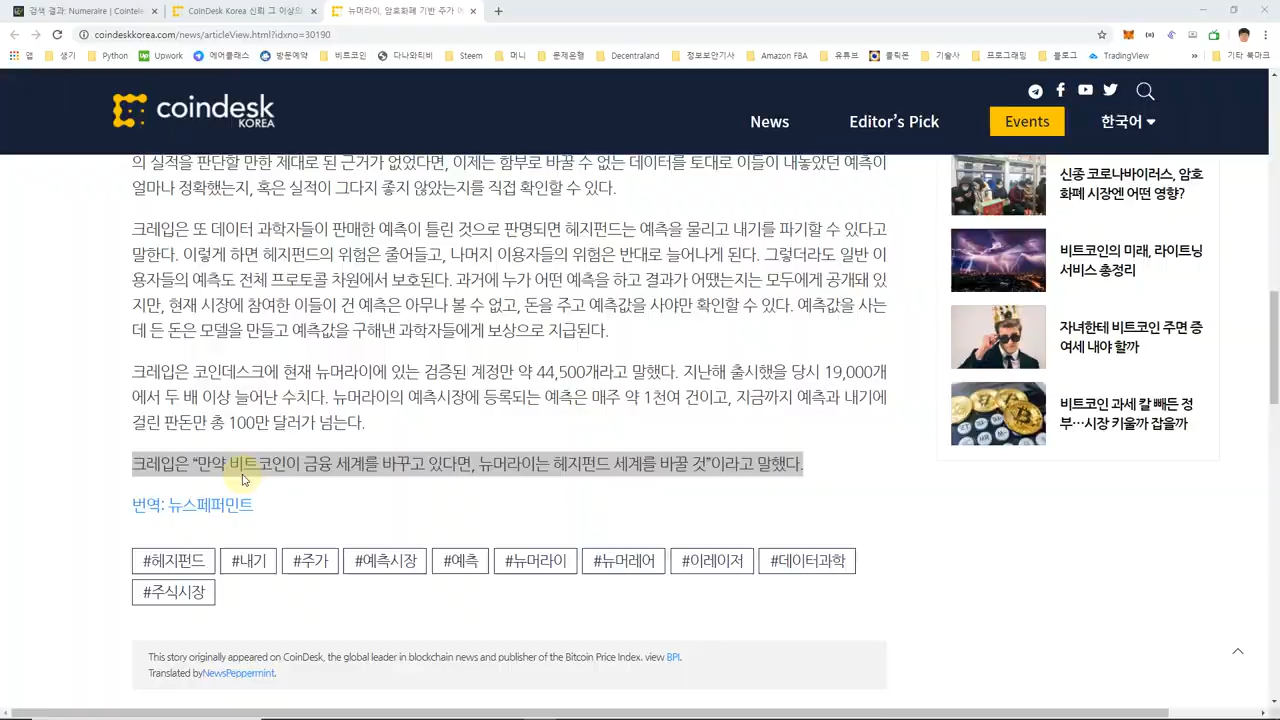 검색 결과: Numeraire | Cointele
CoinDesk Korea 신뢰 그 이상의
뉴머라이, 암호화폐 기반 주가 예
coindeskkorea.com/news/articleView.html?idxno=30190
앱
생기
Python
Upwork
에어클래스
방문예약
비트코인
다나와티비
Steem
머니
문제은행
Decentraland
정보보안기사
Amazon FBA
유튜브
클릭몬
기술사
프로그래밍
블로그
TradingView
»
기타 북마크
coindesk
KOREA
News
Editor's Pick
Events
한국어
의 실적을 판단할 만한 제대로 된 근거가 없었다면, 이제는 함부로 바꿀 수 없는 데이터를 토대로 이들이 내놓았던 예측이
얼마나 정확했는지, 혹은 실적이 그다지 좋지 않았는지를 직접 확인할 수 있다.
크레입은 또 데이터 과학자들이 판매한 예측이 틀린 것으로 판명되면 헤지펀드는 예측을 물리고 내기를 파기할 수 있다고
말한다. 이렇게 하면 헤지펀드의 위험은 줄어들고, 나머지 이용자들의 위험은 반대로 늘어나게 된다. 그렇더라도 일반 이
용자들의 예측도 전체 프로토콜 차원에서 보호된다. 과거에 누가 어떤 예측을 하고 결과가 어땠는지는 모두에게 공개돼 있
지만, 현재 시장에 참여한 이들이 건 예측은 아무나 볼 수 없고, 돈을 주고 예측값을 사야만 확인할 수 있다. 예측값을 사는
데 든 돈은 모델을 만들고 예측값을 구해낸 과학자들에게 보상으로 지급된다.
크레입은 코인데스크에 현재 뉴머라이에 있는 검증된 계정만 약 44,500개라고 말했다. 지난해 출시했을 당시 19,000개
에서 두 배 이상 늘어난 수치다. 뉴머라이의 예측시장에 등록되는 예측은 매주 약 1천여 건이고, 지금까지 예측과 내기에
걸린 판돈만 총 100만 달러가 넘는다.
크레입은 “만약 비트코인이 금융 세계를 바꾸고 있다면, 뉴머라이는 헤지펀드 세계를 바꿀 것”이라고 말했다.
번역: 뉴스페퍼민트
#헤지펀드
#내기
#주가
#예측시장
#예측
#뉴머라이
#뉴머레어
#이레이저
#데이터과학
#주식시장
This story originally appeared on CoinDesk, the global leader in blockchain news and publisher of the Bitcoin Price Index. view BPI.
Translated byNewsPeppermint.
신종 코로나바이러스, 암호
화폐 시장엔 어떤 영향?
비트코인의 미래, 라이트닝
서비스 총정리
자녀한테 비트코인 주면 증
여세 내야 할까
비트코인 과세 칼 빼든 정
부…시장 키울까 잡을까